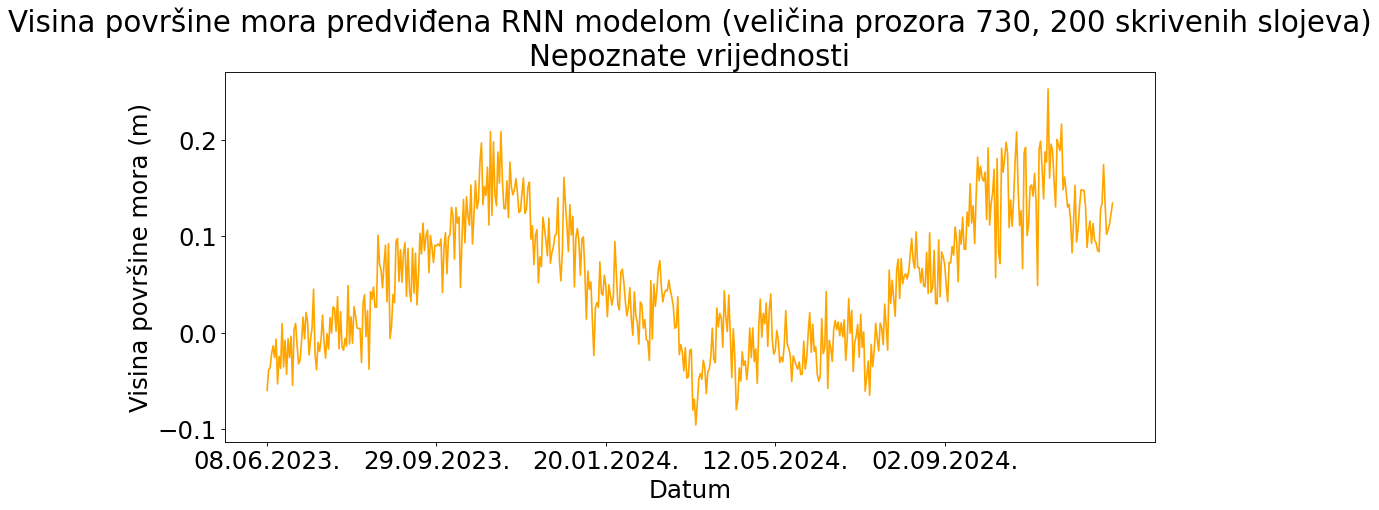 Visina površine mora predviđena RNN modelom (veličina prozora 730, 200 skrivenih slojeva)
Nepoznate vrijednosti
Visina površine mora (m)
0.2
0.1
0.0
−0.1
08.06.2023. 29.09.2023. 20.01.2024. 12.05.2024. 02.09.2024.
Datum